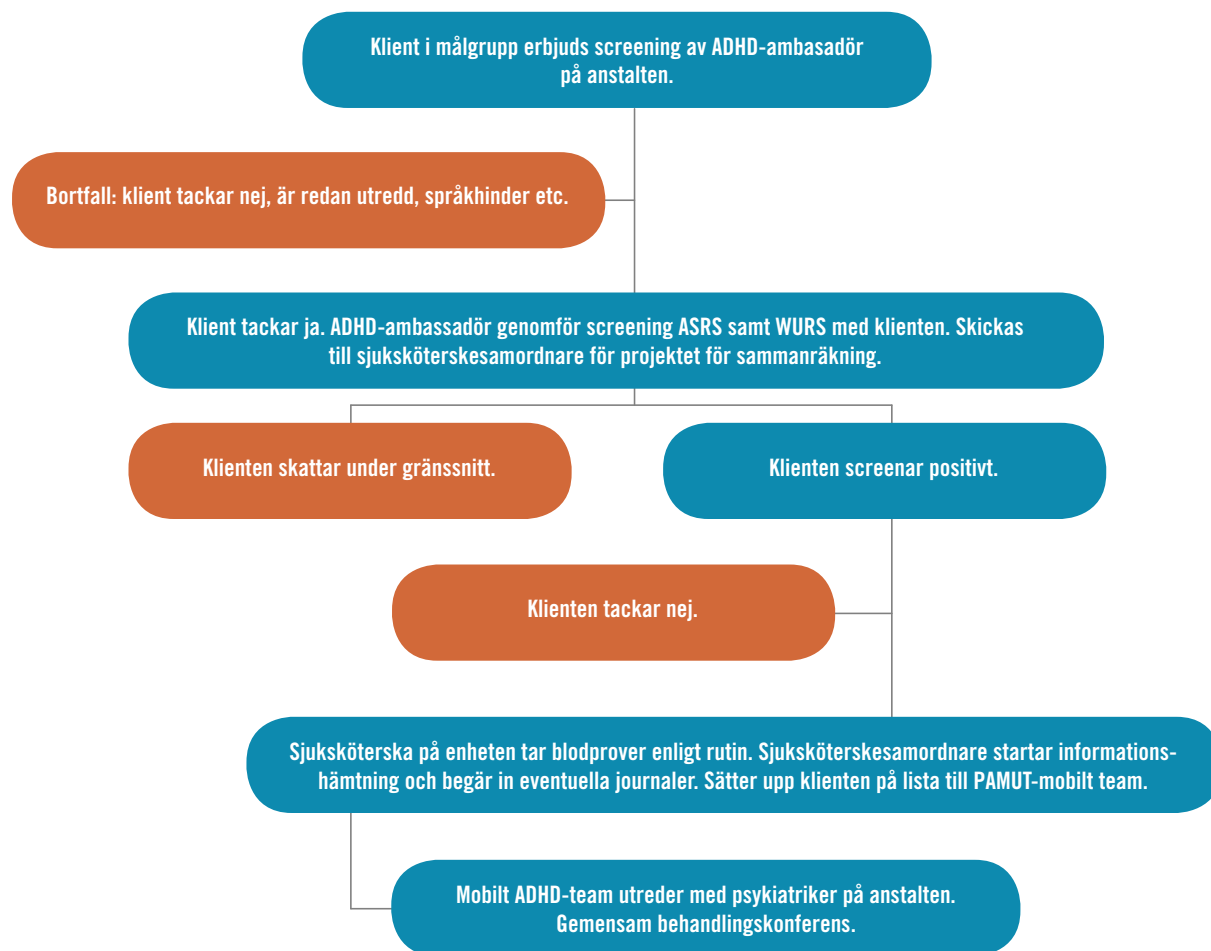 Klient i målgrupp erbjuds screening av ADHD-ambasadör
på anstalten.
Bortfall: klient tackar nej, är redan utredd, språkhinder etc.
Klient tackar ja. ADHD-ambassadör genomför screening ASRS samt WURS med klienten. Skickas
till sjuksköterskesamordnare för projektet för sammanräkning.
Klienten skattar under gränssnitt.
Klienten screenar positivt.
Klienten tackar nej.
Sjuksköterska på enheten tar blodprover enligt rutin. Sjuksköterskesamordnare startar informations-
hämtning och begär in eventuella journaler. Sätter upp klienten på lista till PAMUT-mobilt team.
Mobilt ADHD-team utreder med psykiatriker på anstalten.
Gemensam behandlingskonferens.